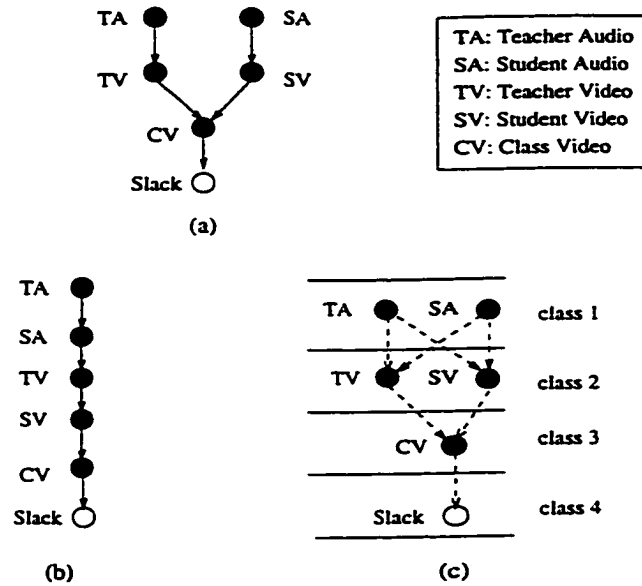 TA
SA
TV
SV
CV
Slack
(a)
TA: Teacher Audio
SA: Student Audio
TV: Teacher Video
SV: Student Video
CV: Class Video
TA
SA
TV
SV
CV
Slack
(b)
TA
SA
class 1
TV
SV
class 2
CV
class 3
Slack
class 4
(c)